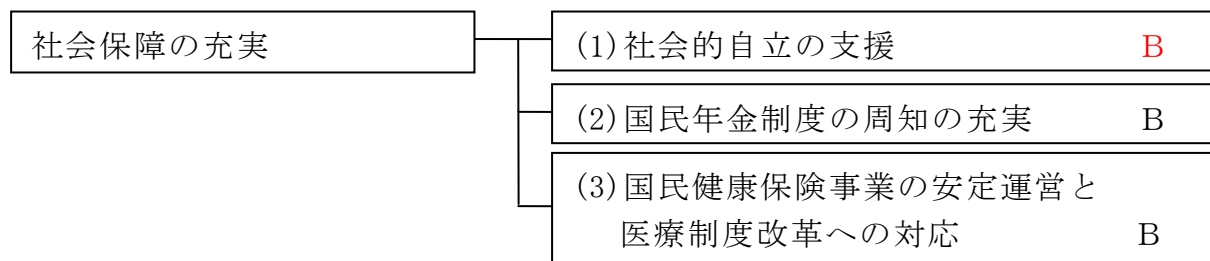 社会保障の充実
(1)社会的自立の支援 B
(2)国民年金制度の周知の充実 B
(3)国民健康保険事業の安定運営と
医療制度改革への対応 B